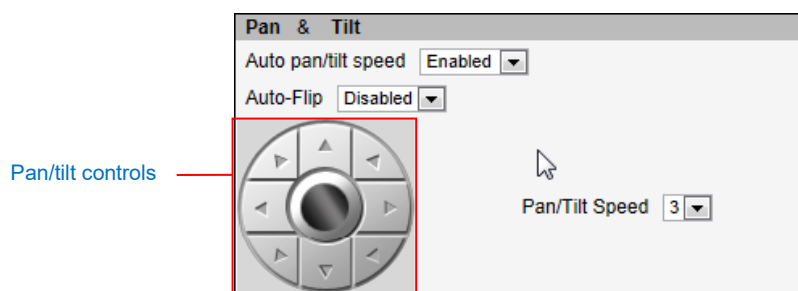 Pan & Tilt
Auto pan/tilt speed Enabled
Auto-Flip Disabled
Pan/tilt controls
Pan/Tilt Speed 3